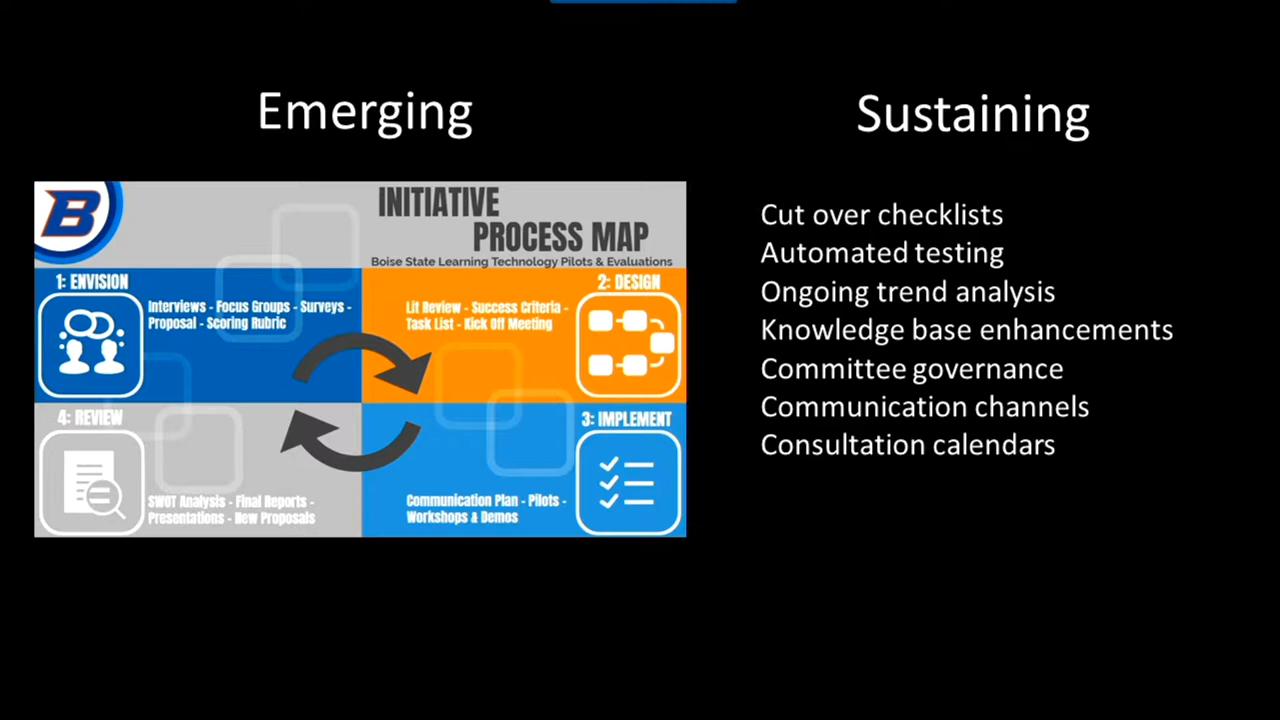 Emerging
Sustaining
B
INITIATIVE
PROCESS MAP
Boise State Learning Technology Pilots & Evaluations
1: ENVISION
Interviews - Focus Groups - Surveys -
Proposal - Scoring Rubric
2: DESIGN
Lit Review - Success Criteria -
Task List - Kick Off Meeting
4: REVIEW
SWOT Analysis - Final Reports -
Presentations - New Proposals
3: IMPLEMENT
Communication Plan - Pilots -
Workshops & Demos
Cut over checklists
Automated testing
Ongoing trend analysis
Knowledge base enhancements
Committee governance
Communication channels
Consultation calendars